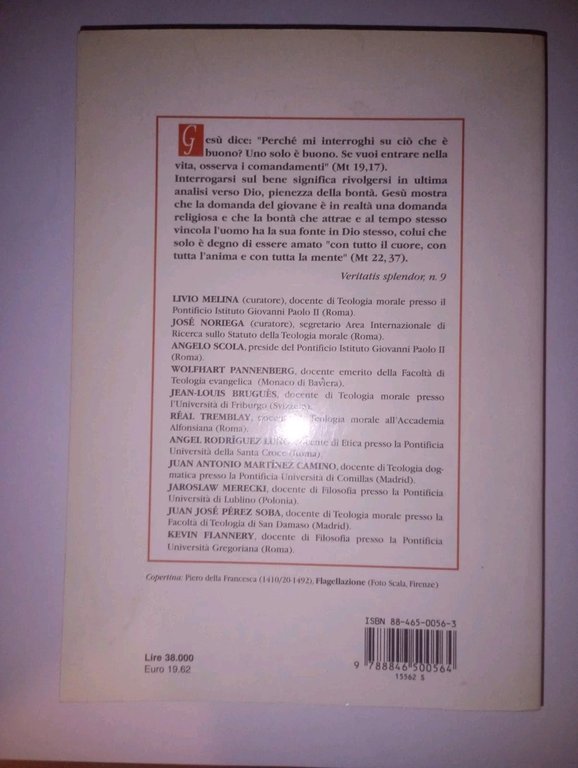 Gesù dice: "Perché mi interroghi su ciò che è
buono? Uno solo è buono. Se vuoi entrare nella
vita, osserva i comandamenti" (Mt 19,17).
Interrogarsi sul bene significa rivolgersi in ultima
analisi verso Dio, pienezza della bontà. Gesù mostra
che la domanda del giovane è in realtà una domanda
religiosa e che la bontà che attrae e al tempo stesso
vincola l'uomo ha la sua fonte in Dio stesso, colui che
solo è degno di essere amato "con tutto il cuore, con
tutta l'anima e con tutta la mente" (Mt 22, 37).
Veritatis splendor, n. 9
LIVIO MELINA (curatore), docente di Teologia morale presso il
Pontificio Istituto Giovanni Paolo II (Roma).
JOSÉ NORIEGA (curatore), segretario Area Internazionale di
Ricerca sullo Statuto della Teologia morale (Roma).
ANGELO SCOLA, preside del Pontificio Istituto Giovanni Paolo II
(Roma).
WOLFHART PANNENBERG, docente emerito della Facoltà di
Teologia evangelica (Monaco di Baviera).
JEAN-LOUIS BRUGUÈS, docente di Teologia morale presso
l'Università di Friburgo (Svizzera).
RÉAL TREMBLAY, Teologia morale all'Accademia
Alfonsiana (Roma).
ANGEL RODRÍGUEZ LUÑO, docente di Etica presso la Pontificia
Università della Santa Croce (Roma).
JUAN ANTONIO MARTÍNEZ CAMINO, docente di Teologia dog-
matica presso la Pontificia Università di Comillas (Madrid).
JAROSLAW MERECKI, docente di Filosofia presso la Pontificia
Università di Lublino (Polonia).
JUAN JOSÉ PÉREZ SOBA, docente di Teologia morale presso la
Facoltà di Teologia di San Damaso (Madrid).
KEVIN FLANNERY, docente di Filosofia presso la Pontificia
Università Gregoriana (Roma).
Copertina: Piero della Francesca (1410/20-1492), Flagellazione (Foto Scala, Firenze)
ISBN 88-465-0056-3
Lire 38.000
Euro 19.62
9 788846 500564
15562 S